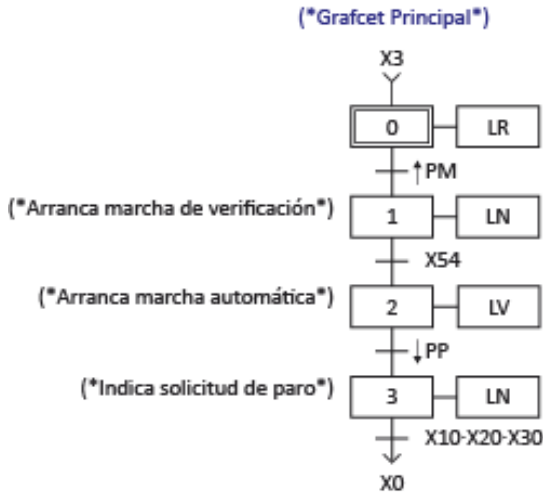 (*Grafcet Principal*)
X3
0 LR
↑PM
(*Arranca marcha de verificación*) 1 LN
X54
(*Arranca marcha automática*) 2 LV
↓PP
(*Indica solicitud de paro*) 3 LN
X10-X20-X30
X0